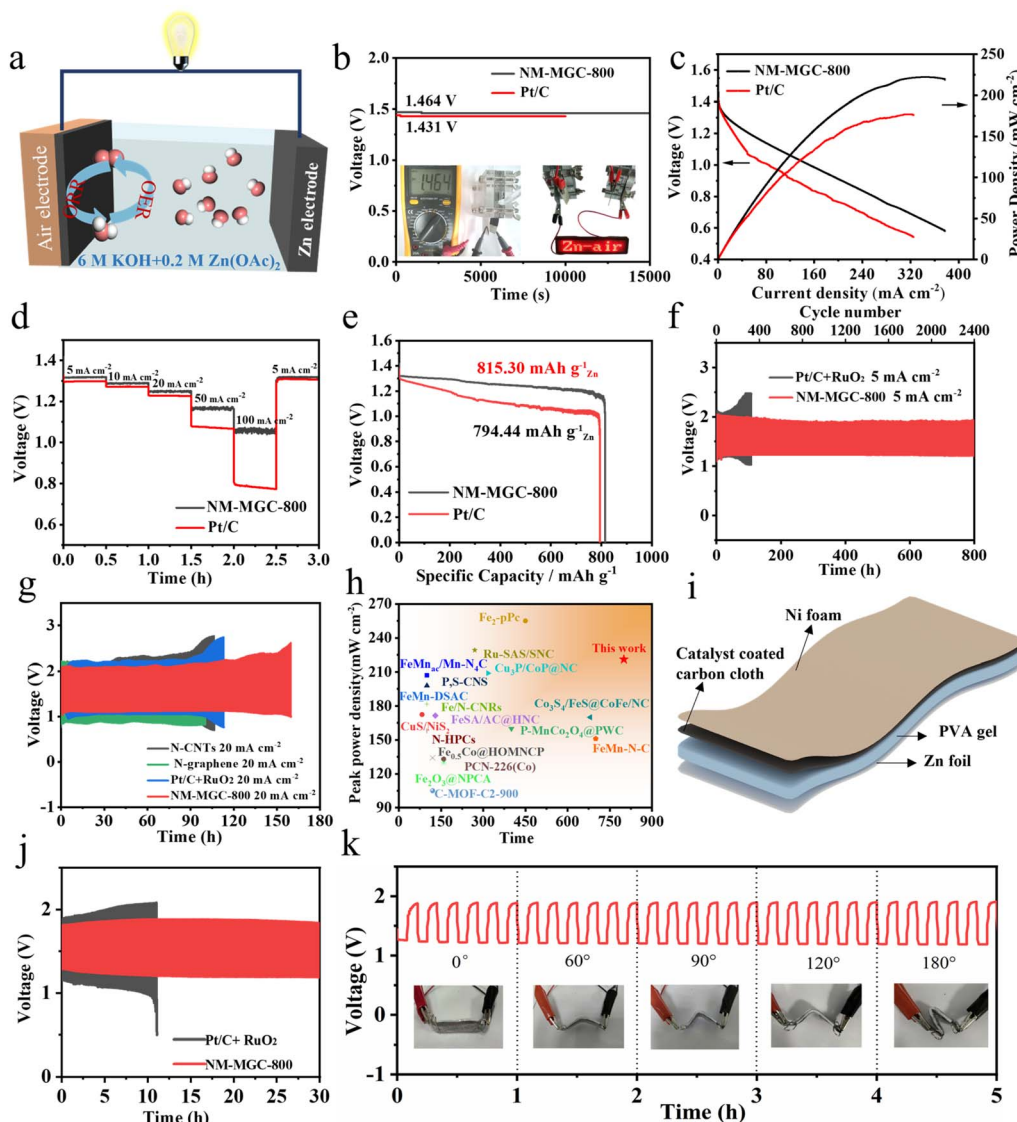 a
Air electrode
ORR
OER
Zn electrode
6 M KOH+0.2 M Zn(OAc)2
b
Voltage (V)
2.0
1.5
1.0
0.5
0.0
NM-MGC-800
Pt/C
1.464 V
1.431 V
1.464
Zn-air
0
5000
10000
15000
Time (s)
c
Voltage (V)
1.6
1.4
1.2
1.0
0.8
0.6
0.4
NM-MGC-800
Pt/C
250
200
150
100
50
0
Power Density (mW cm-2)
0
80
160
240
320
400
Current density (mA cm-2)
d
Voltage (V)
1.4
1.2
1.0
0.8
0.6
5 mA cm-2
10 mA cm-2
20 mA cm-2
50 mA cm-2
100 mA cm-2
5 mA cm-2
NM-MGC-800
Pt/C
0.0
0.5
1.0
1.5
2.0
2.5
3.0
Time (h)
e
Voltage (V)
1.4
1.2
1.0
0.8
0.6
0.4
0.2
0.0
815.30 mAh g-1Zn
794.44 mAh g-1Zn
NM-MGC-800
Pt/C
0
200
400
600
800
1000
Specific Capacity / mAh g-1
f
Cycle number
0
400
800
1200
1600
2000
2400
Voltage (V)
3
2
1
0
Pt/C+RuO2 5 mA cm-2
NM-MGC-800 5 mA cm-2
0
200
400
600
800
Time (h)
g
Voltage (V)
3
2
1
0
-1
N-CNTs 20 mA cm-2
N-graphene 20 mA cm-2
Pt/C+RuO2 20 mA cm-2
NM-MGC-800 20 mA cm-2
0
30
60
90
120
150
180
Time (h)
h
Peak power density(mW cm-2)
270
240
210
180
150
120
90
Fe2-pPc
Ru-SAS/SNC
This work
FeMnac/Mn-N4C
Cu3P/CoP@NC
P,S-CNS
FeMn-DSAC
Fe/N-CNRs
Co3S4/FeS@CoFe/NC
FeSA/AC@HNC
CuS/NiS2
P-MnCo2O4@PWC
N-HPCs
FeMn-N-C
Fe0.5Co@HOMNCP
PCN-226(Co)
Fe2O3@NPCA
C-MOF-C2-900
0
150
300
450
600
750
900
Time
i
Ni foam
Catalyst coated
carbon cloth
PVA gel
Zn foil
j
Voltage (V)
3
2
1
0
Pt/C+ RuO2
NM-MGC-800
0
5
10
15
20
25
30
Time (h)
k
Voltage (V)
2
1
0
-1
0°
60°
90°
120°
180°
0
1
2
3
4
5
Time (h)